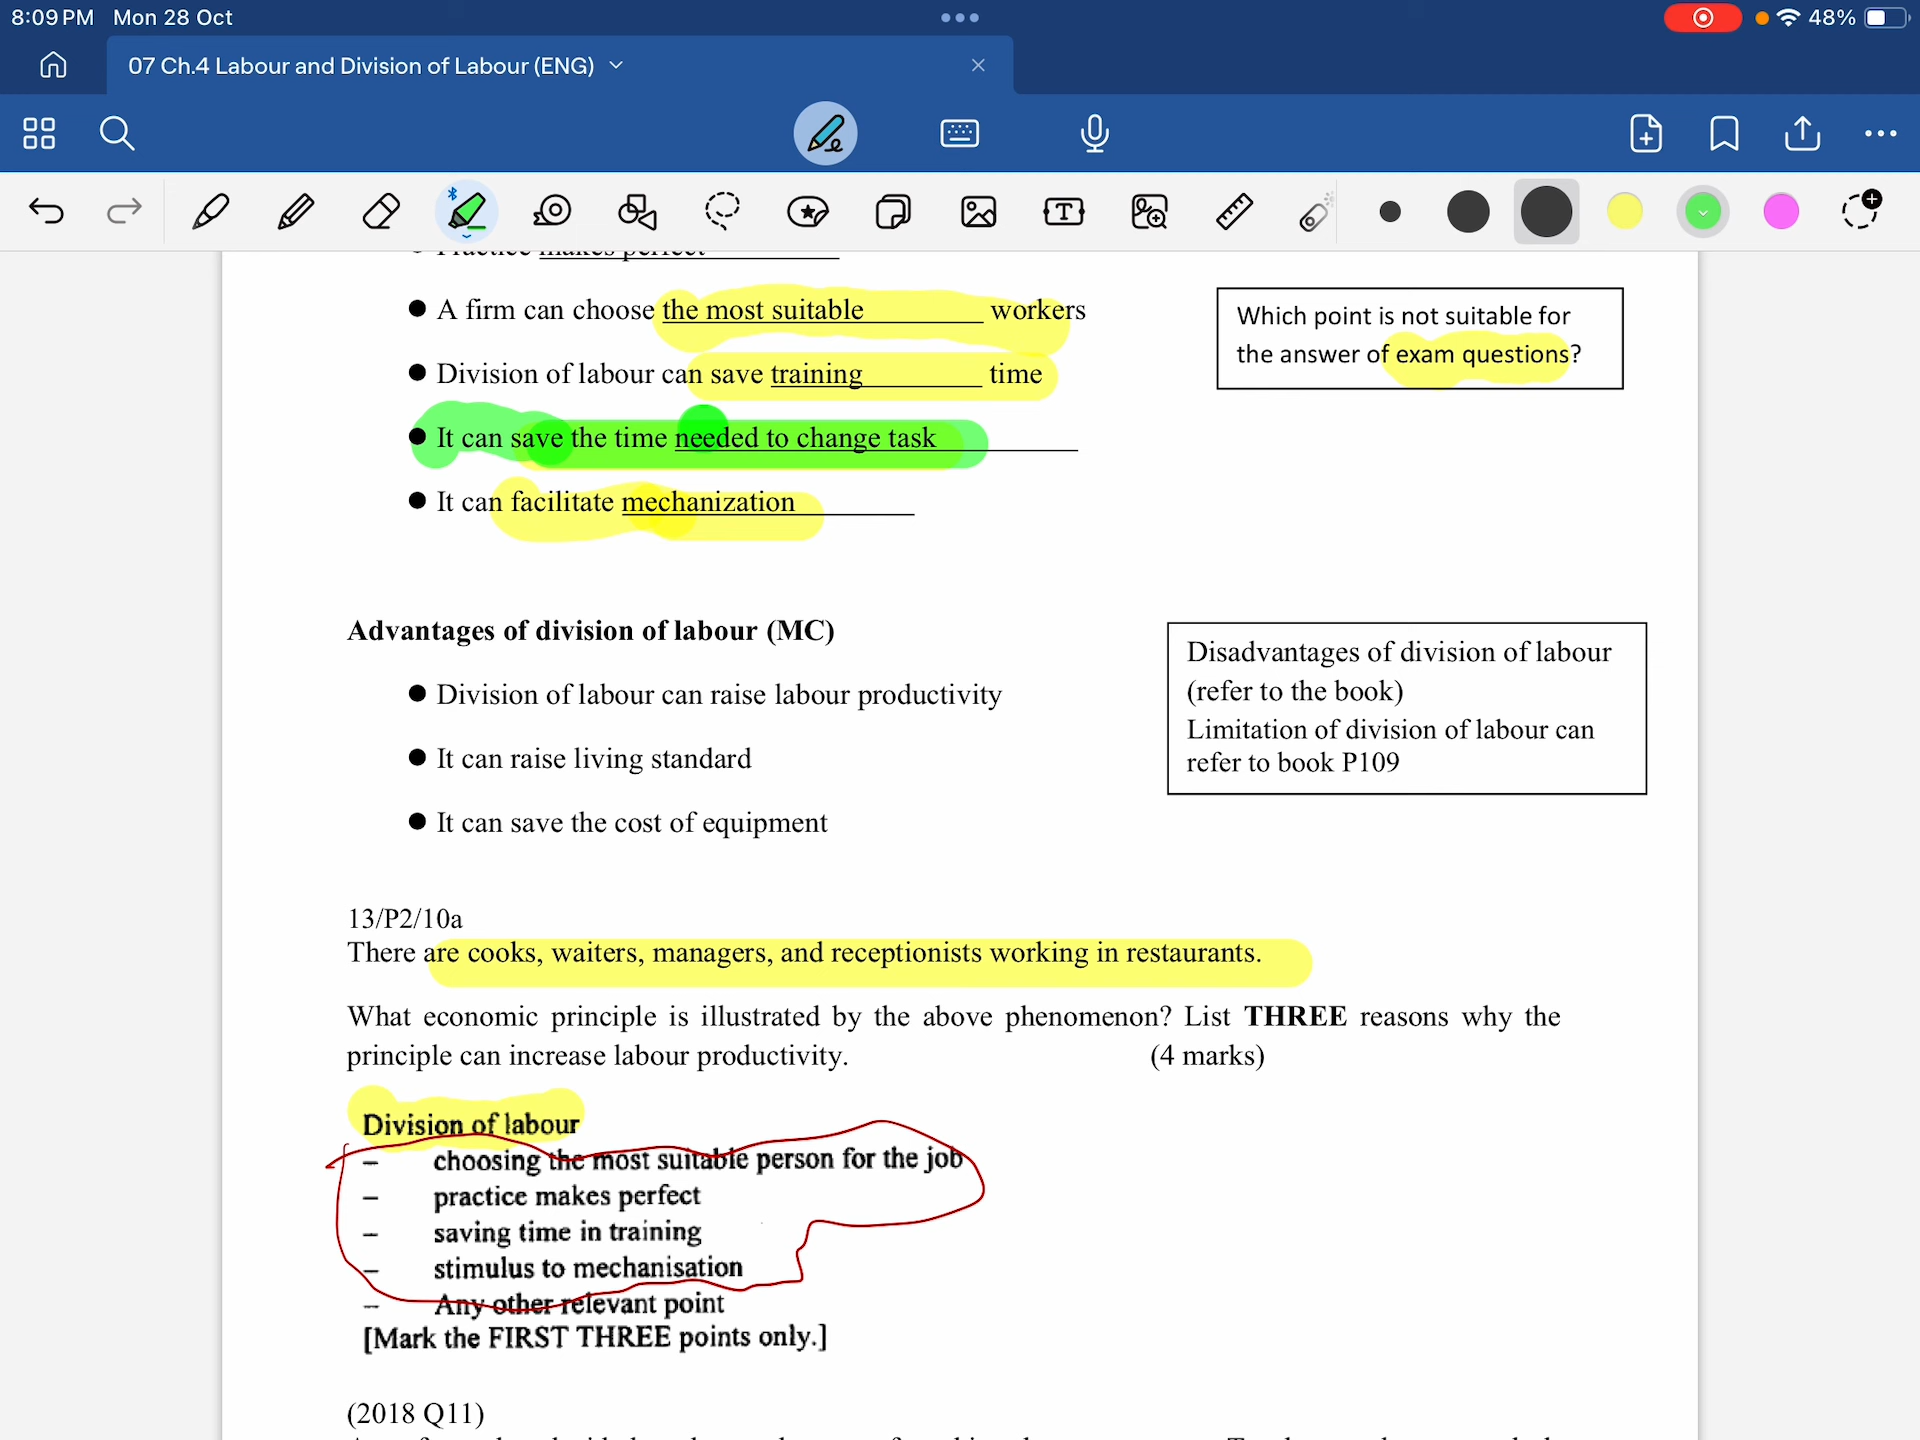 8:09 PM Mon 28 Oct
48%
07 Ch.4 Labour and Division of Labour (ENG)
Practice makes perfect
● A firm can choose the most suitable workers
● Division of labour can save training time
● It can save the time needed to change task
● It can facilitate mechanization
Which point is not suitable for
the answer of exam questions?
Advantages of division of labour (MC)
● Division of labour can raise labour productivity
● It can raise living standard
● It can save the cost of equipment
Disadvantages of division of labour
(refer to the book)
Limitation of division of labour can
refer to book P109
13/P2/10a
There are cooks, waiters, managers, and receptionists working in restaurants.
What economic principle is illustrated by the above phenomenon? List THREE reasons why the
principle can increase labour productivity. (4 marks)
Division of labour
– choosing the most suitable person for the job
– practice makes perfect
– saving time in training
– stimulus to mechanisation
– Any other relevant point
[Mark the FIRST THREE points only.]
(2018 Q11)